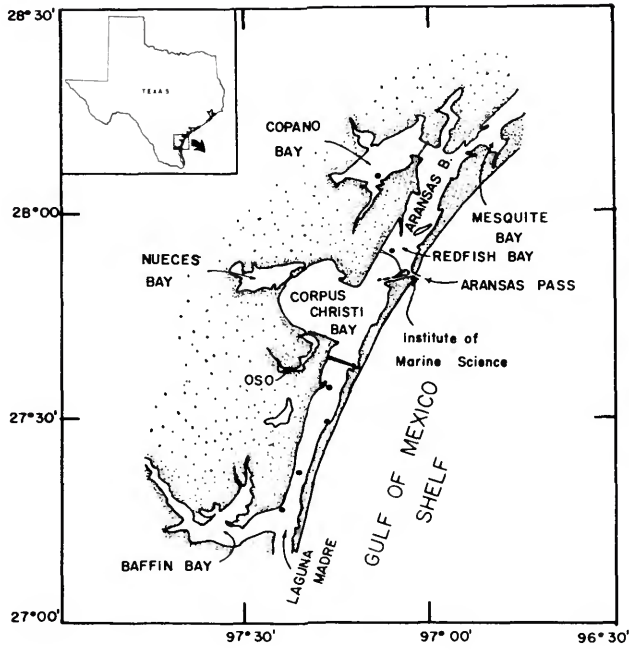 28° 30'
TEXAS
COPANO
BAY
ARANSAS B.
28° 00'
MESQUITE
BAY
NUECES
BAY
REDFISH BAY
ARANSAS PASS
CORPUS
CHRISTI
BAY
Institute of
Marine Science
OSO
27° 30'
GULF OF MEXICO
SHELF
BAFFIN BAY
LAGUNA
MADRE
27° 00'
97° 30'
97° 00'
96° 30'